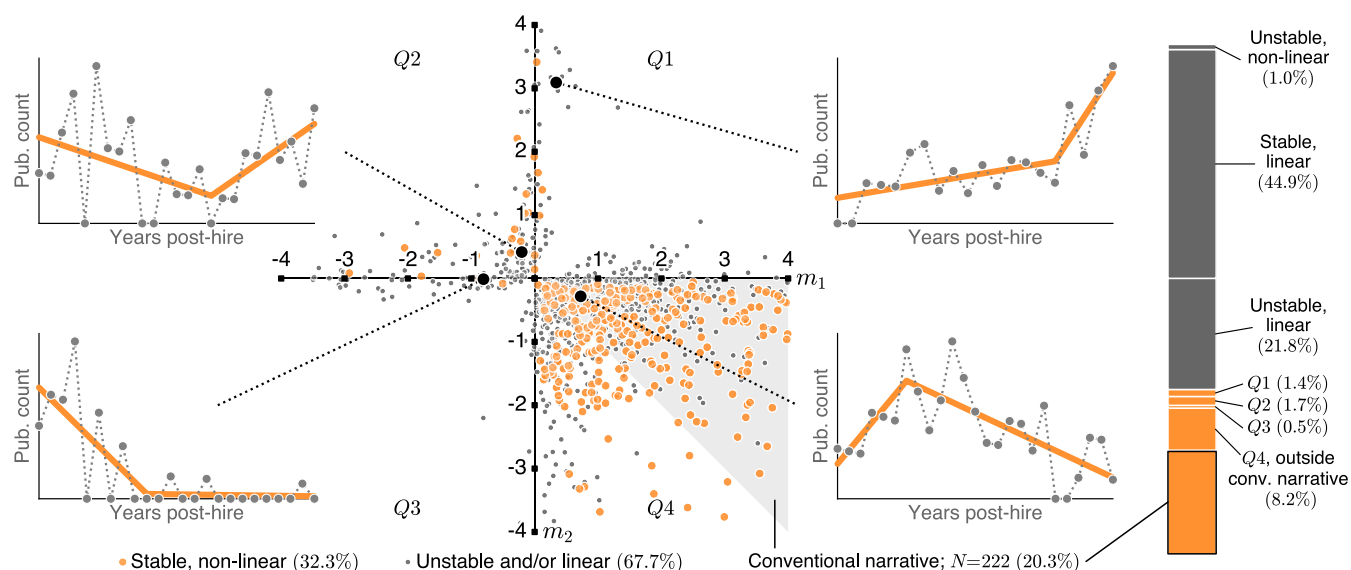 Q2
Q1
Pub. count
Years post-hire
Pub. count
Years post-hire
4
3
2
1
-4
-3
-2
-1
1
2
3
4
m1
-1
-2
-3
-4
m2
Pub. count
Years post-hire
Pub. count
Years post-hire
Q3
Q4
Unstable,
non-linear
(1.0%)
Stable,
linear
(44.9%)
Unstable,
linear
(21.8%)
Q1 (1.4%)
Q2 (1.7%)
Q3 (0.5%)
Q4, outside
conv. narrative
(8.2%)
Stable, non-linear (32.3%)
Unstable and/or linear (67.7%)
Conventional narrative; N=222 (20.3%)